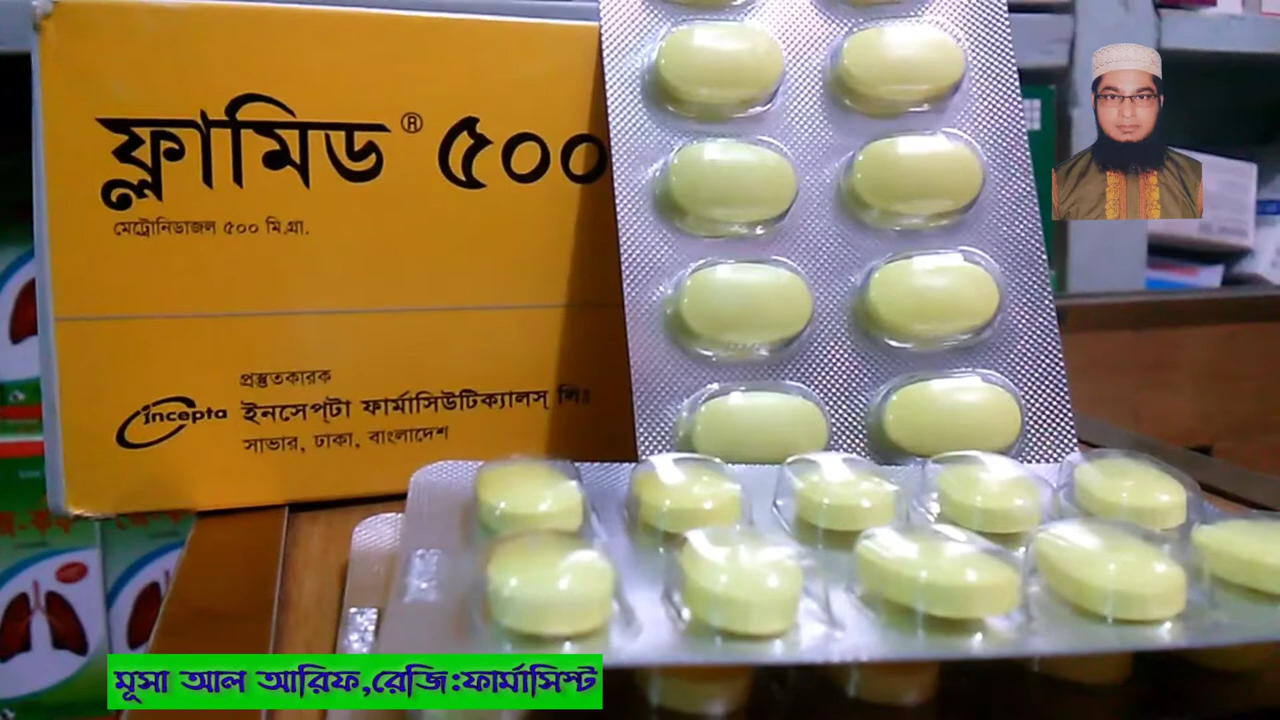 ফ্লামিড® ৫০০
মেট্রোনিডাজল ৫০০ মি.গ্রা.
প্রস্তুতকারক
incepta ইনসেপ্‌টা ফার্মাসিউটিক্যালস্ লিঃ
সাভার, ঢাকা, বাংলাদেশ
মূসা আল আরিফ,রেজি:ফার্মাসিস্ট